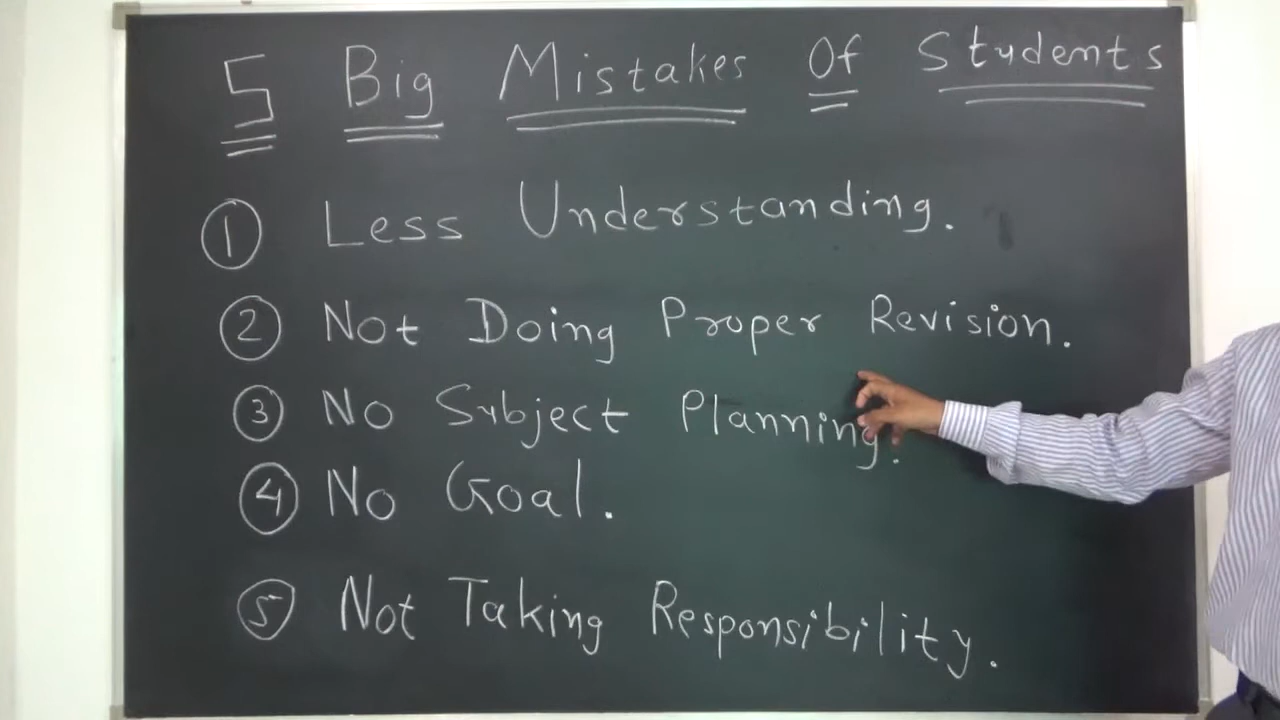 5 Big Mistakes Of Students
1 Less Understanding.
2 Not Doing Proper Revision.
3 No Subject Planning.
4 No Goal.
5 Not Taking Responsibility.